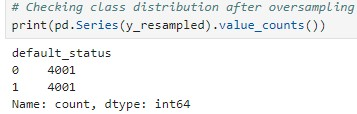 # Checking class distribution after oversampling
print(pd.Series(y_resampled).value_counts())
default_status
0    4001
1    4001
Name: count, dtype: int64